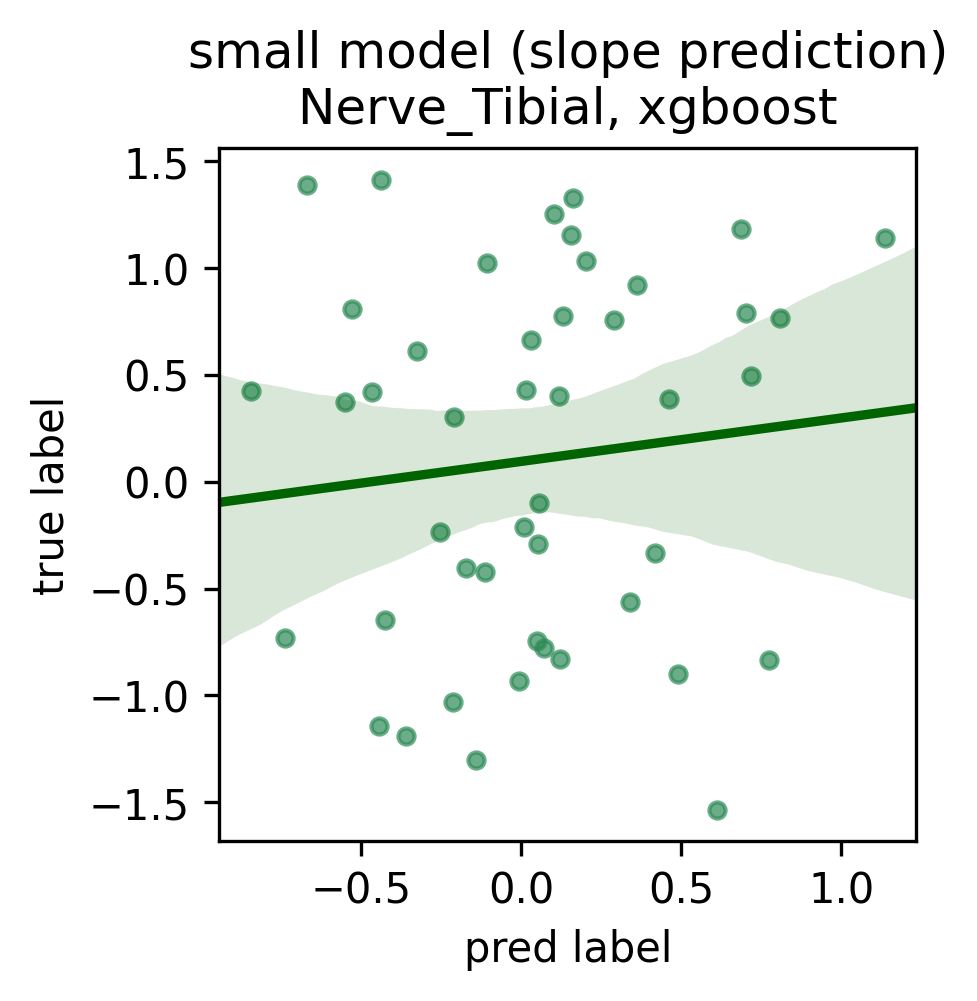 small model (slope prediction)
Nerve_Tibial, xgboost
1.5
1.0
0.5
0.0
−0.5
−1.0
−1.5
true label
−0.5
0.0
0.5
1.0
pred label